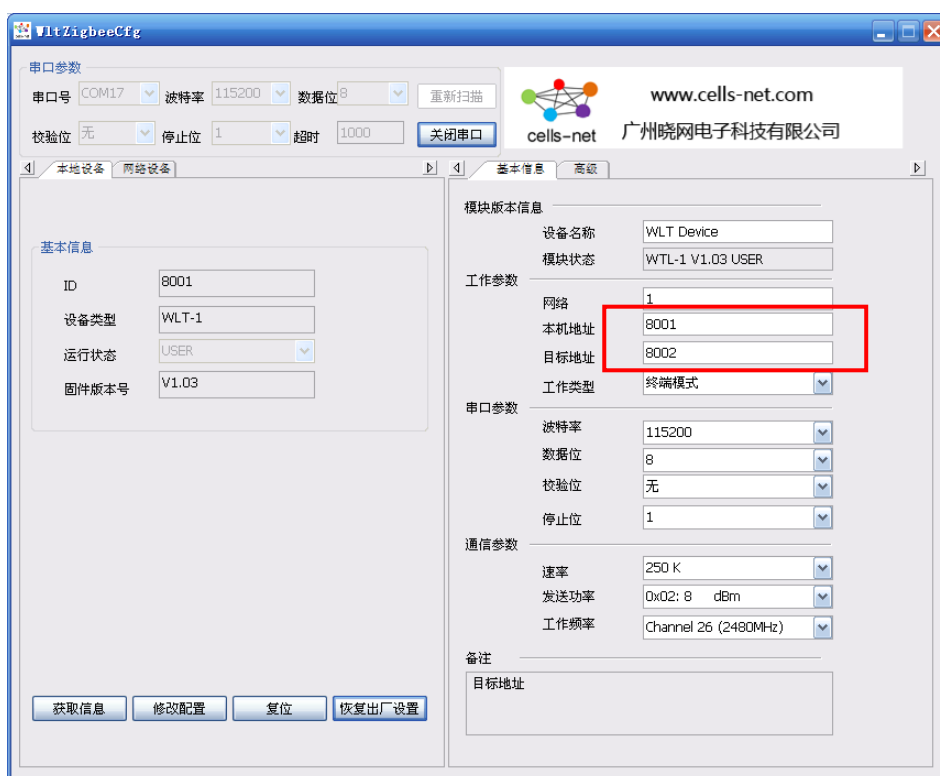 WltZigbeeCfg
串口参数
串口号 COM17 波特率 115200 数据位 8 重新扫描
校验位 无 停止位 1 超时 1000 关闭串口
cells-net
www.cells-net.com
广州晓网电子科技有限公司
本地设备 网络设备
基本信息
ID 8001
设备类型 WLT-1
运行状态 USER
固件版本号 V1.03
获取信息 修改配置 复位 恢复出厂设置
基本信息 高级
模块版本信息
设备名称 WLT Device
模块状态 WTL-1 V1.03 USER
工作参数
网络 1
本机地址 8001
目标地址 8002
工作类型 终端模式
串口参数
波特率 115200
数据位 8
校验位 无
停止位 1
通信参数
速率 250 K
发送功率 0x02: 8 dBm
工作频率 Channel 26 (2480MHz)
备注
目标地址